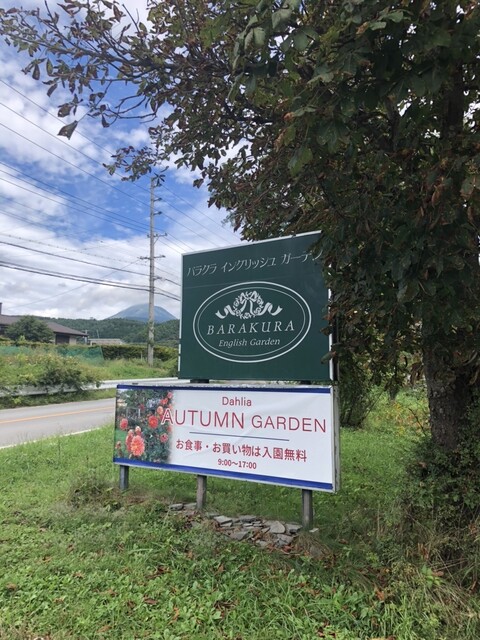 バラクラ イングリッシュ ガーデン
BARAKURA
English Garden
Dahlia
AUTUMN GARDEN
お食事・お買い物は入園無料
9:00〜17:00